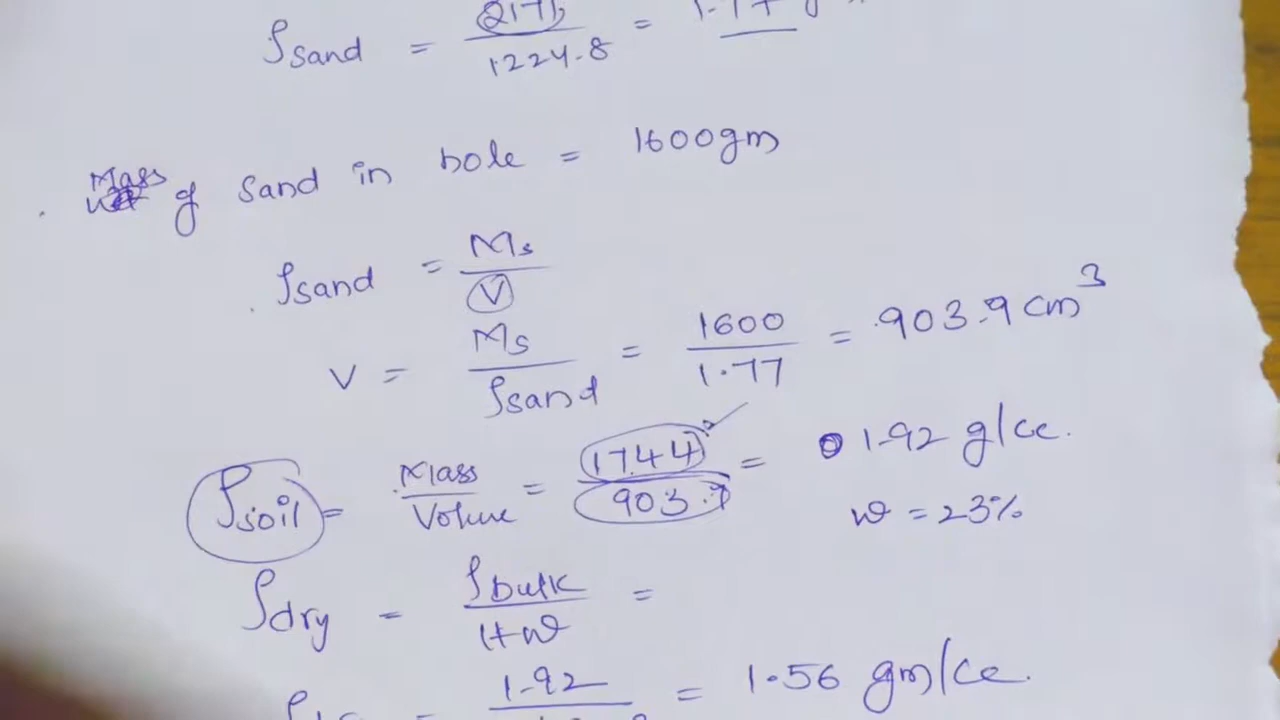 ρsand = 2171 / 1224.8 =
Mass of sand in hole = 1600gm
ρsand = Ms / V
V = Ms / ρsand = 1600 / 1.77 = 903.9 cm³
ρsoil = Mass / Volume = 1744 / 903.9 = 1.92 g/cc.
w = 23%
ρdry = ρbulk / 1+w =
1.92 = 1.56 gm/cc.